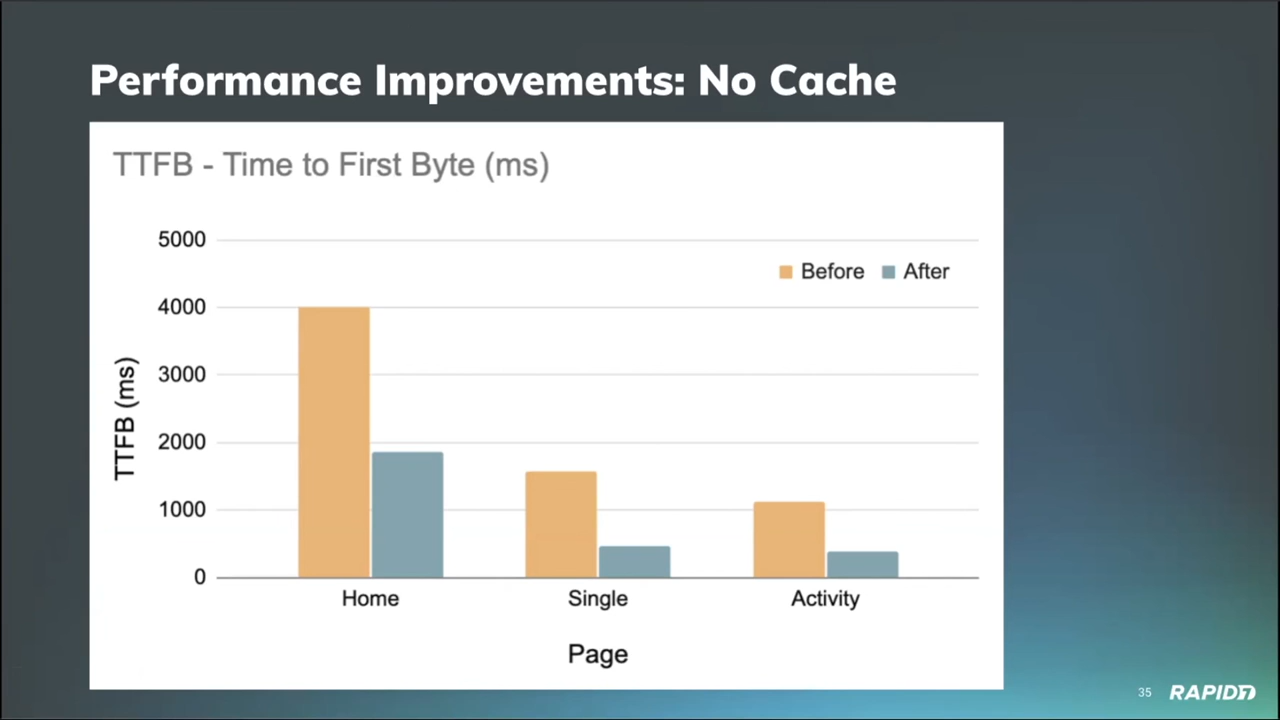 Performance Improvements: No Cache
TTFB - Time to First Byte (ms)
Before After
TTFB (ms)
5000
4000
3000
2000
1000
0
Home Single Activity
Page
35 RAPID7